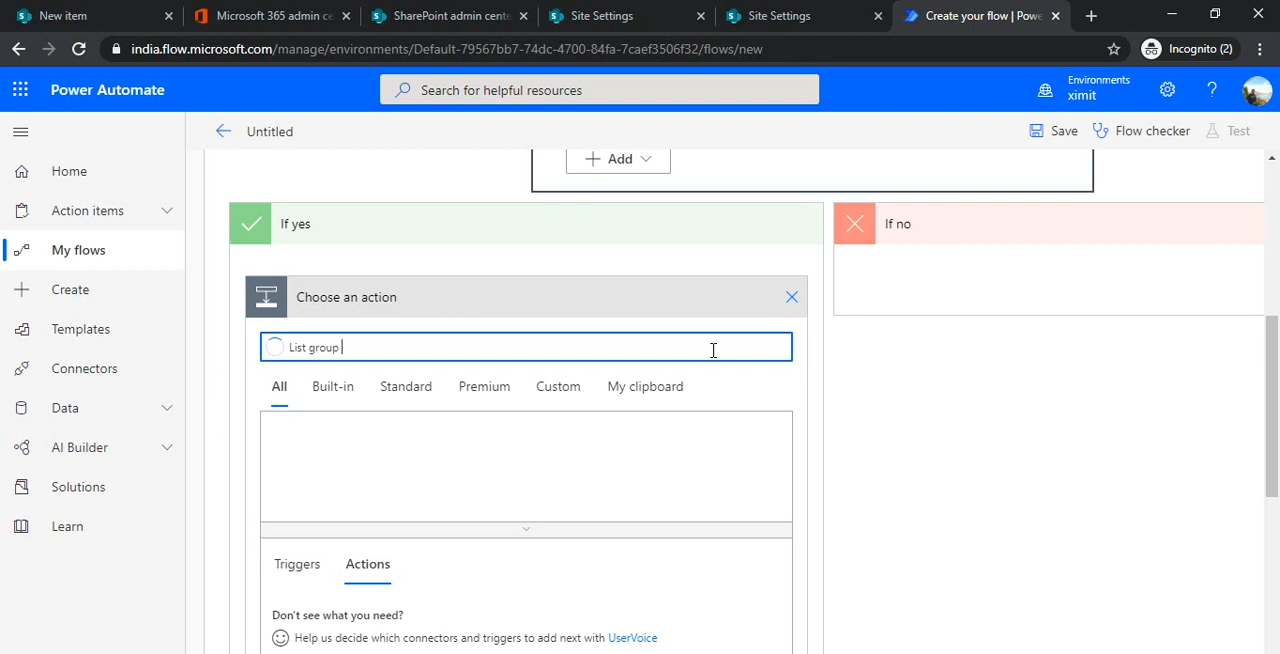 New item
Microsoft 365 admin ce
SharePoint admin cente
Site Settings
Site Settings
Create your flow | Powe
india.flow.microsoft.com/manage/environments/Default-79567bb7-74dc-4700-84fa-7caef3506f32/flows/new
Incognito (2)
Power Automate
Search for helpful resources
Environments
ximit
Untitled
Save
Flow checker
Test
Home
Action items
My flows
Create
Templates
Connectors
Data
AI Builder
Solutions
Learn
Add
If yes
If no
Choose an action
List group
All
Built-in
Standard
Premium
Custom
My clipboard
Triggers
Actions
Don't see what you need?
Help us decide which connectors and triggers to add next with UserVoice